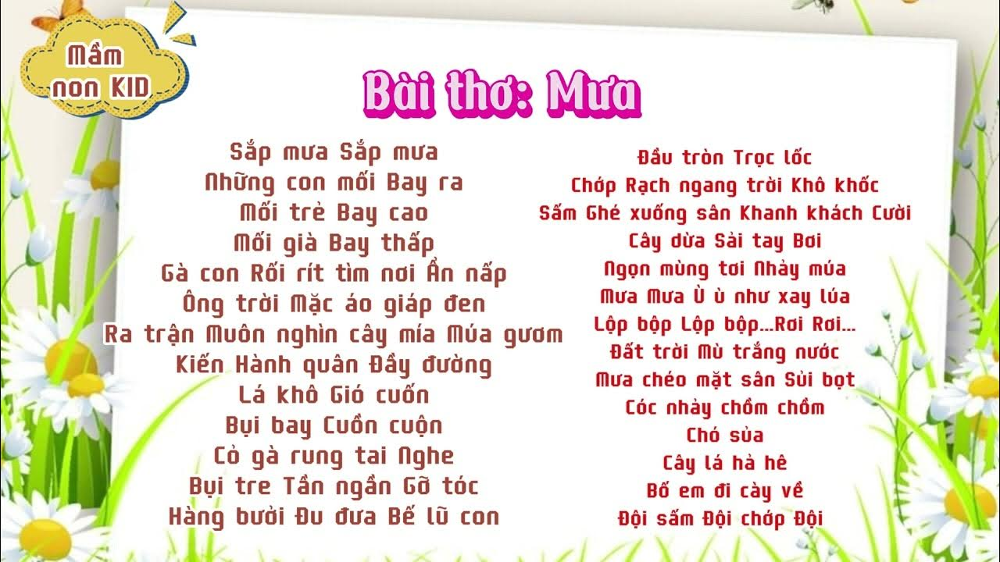 Mầm
non KID
Bài thơ: Mưa
Sắp mưa Sắp mưa
Những con mối Bay ra
Mối trẻ Bay cao
Mối già Bay thấp
Gà con Rối rít tìm nơi Ẩn nấp
Ông trời Mặc áo giáp đen
Ra trận Muôn nghìn cây mía Múa gươm
Kiến Hành quân Đầy đường
Lá khô Gió cuốn
Bụi bay Cuồn cuộn
Cỏ gà rung tai Nghe
Bụi tre Tần ngần Gỡ tóc
Hàng bưởi Đu đưa Bế lũ con
Đầu tròn Trọc lốc
Chớp Rạch ngang trời Khô khốc
Sấm Ghé xuống sân Khanh khách Cười
Cây dừa Sải tay Bơi
Ngọn mùng tơi Nhảy múa
Mưa Mưa Ù ù như xay lúa
Lộp bộp Lộp bộp...Rơi Rơi...
Đất trời Mù trắng nước
Mưa chéo mặt sân Sủi bọt
Cóc nhảy chồm chồm
Chó sủa
Cây lá hả hê
Bố em đi cày về
Đội sấm Đội chớp Đội